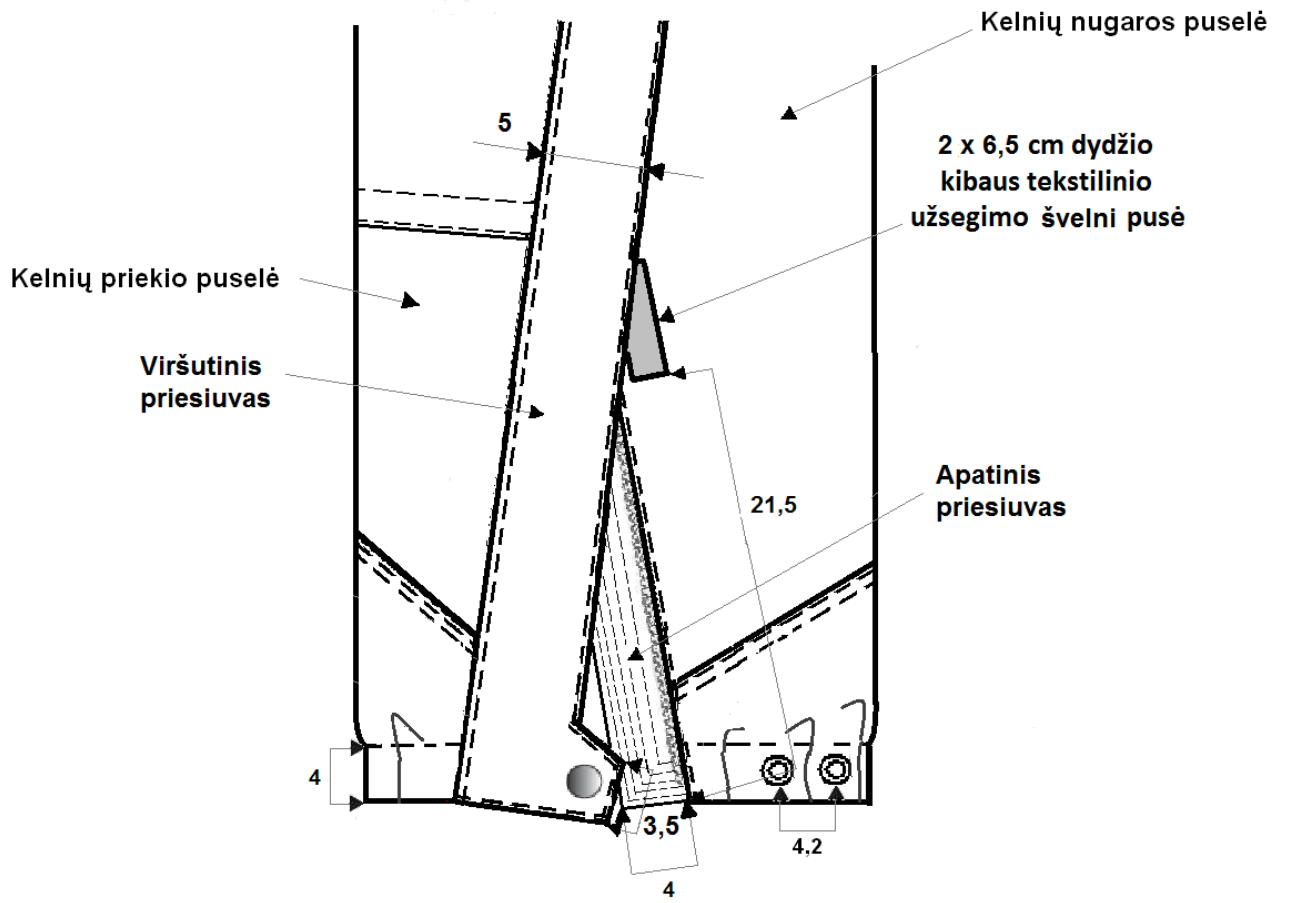 Kelnių nugaros puselė
5
2 x 6,5 cm dydžio
kibaus tekstilinio
užsegimo švelni pusė
Kelnių priekio puselė
Viršutinis
priesiuvas
Apatinis
priesiuvas
21,5
4
3,5
4,2
4